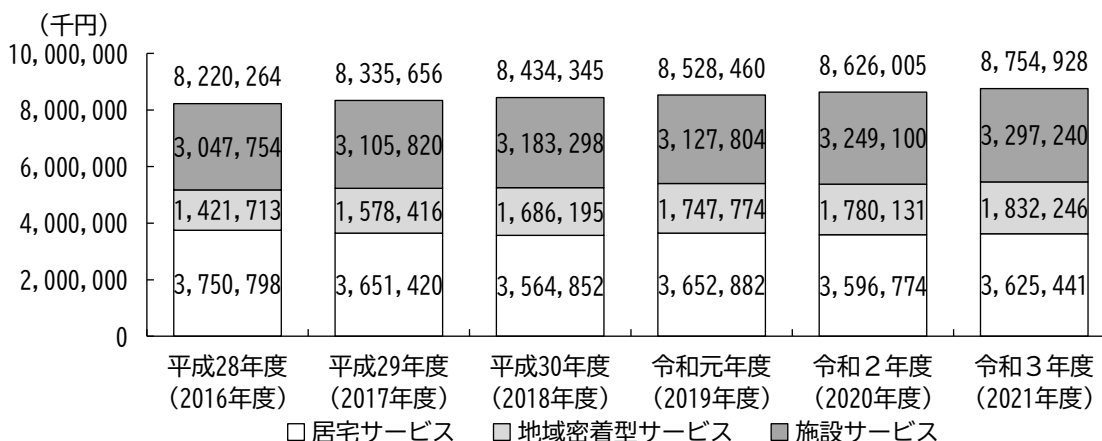 （千円）
10,000,000
8,000,000
6,000,000
4,000,000
2,000,000
0
8,220,264 8,335,656 8,434,345 8,528,460 8,626,005 8,754,928
3,047,754 3,105,820 3,183,298 3,127,804 3,249,100 3,297,240
1,421,713 1,578,416 1,686,195 1,747,774 1,780,131 1,832,246
3,750,798 3,651,420 3,564,852 3,652,882 3,596,774 3,625,441
平成28年度 平成29年度 平成30年度 令和元年度 令和２年度 令和３年度
（2016年度） （2017年度） （2018年度） （2019年度） （2020年度） （2021年度）
居宅サービス 地域密着型サービス 施設サービス